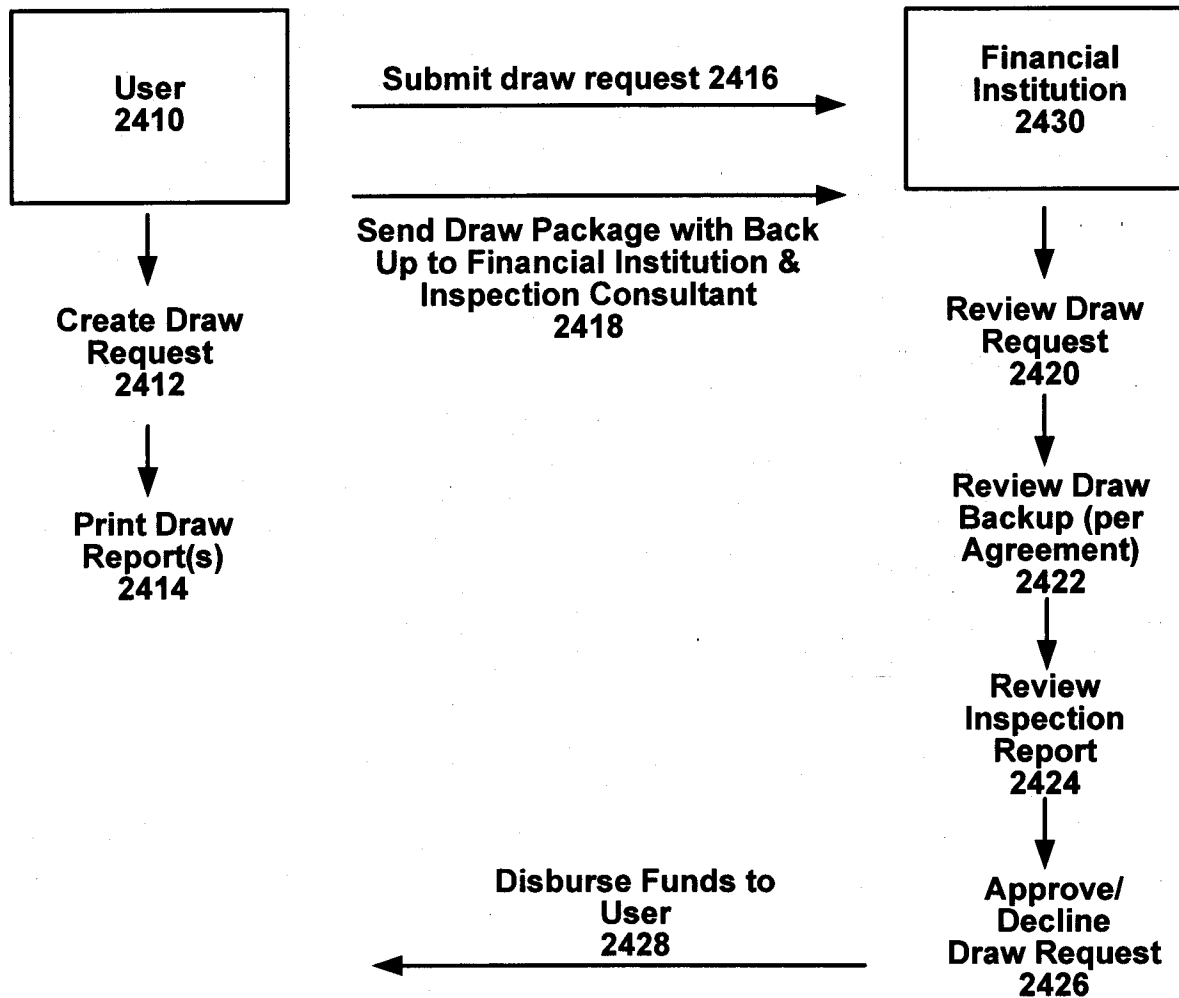 User
2410
Submit draw request 2416
Financial
Institution
2430
Send Draw Package with Back
Up to Financial Institution &
Inspection Consultant
2418
Create Draw
Request
2412
Print Draw
Report(s)
2414
Review Draw
Request
2420
Review Draw
Backup (per
Agreement)
2422
Review
Inspection
Report
2424
Approve/
Decline
Draw Request
2426
Disburse Funds to
User
2428